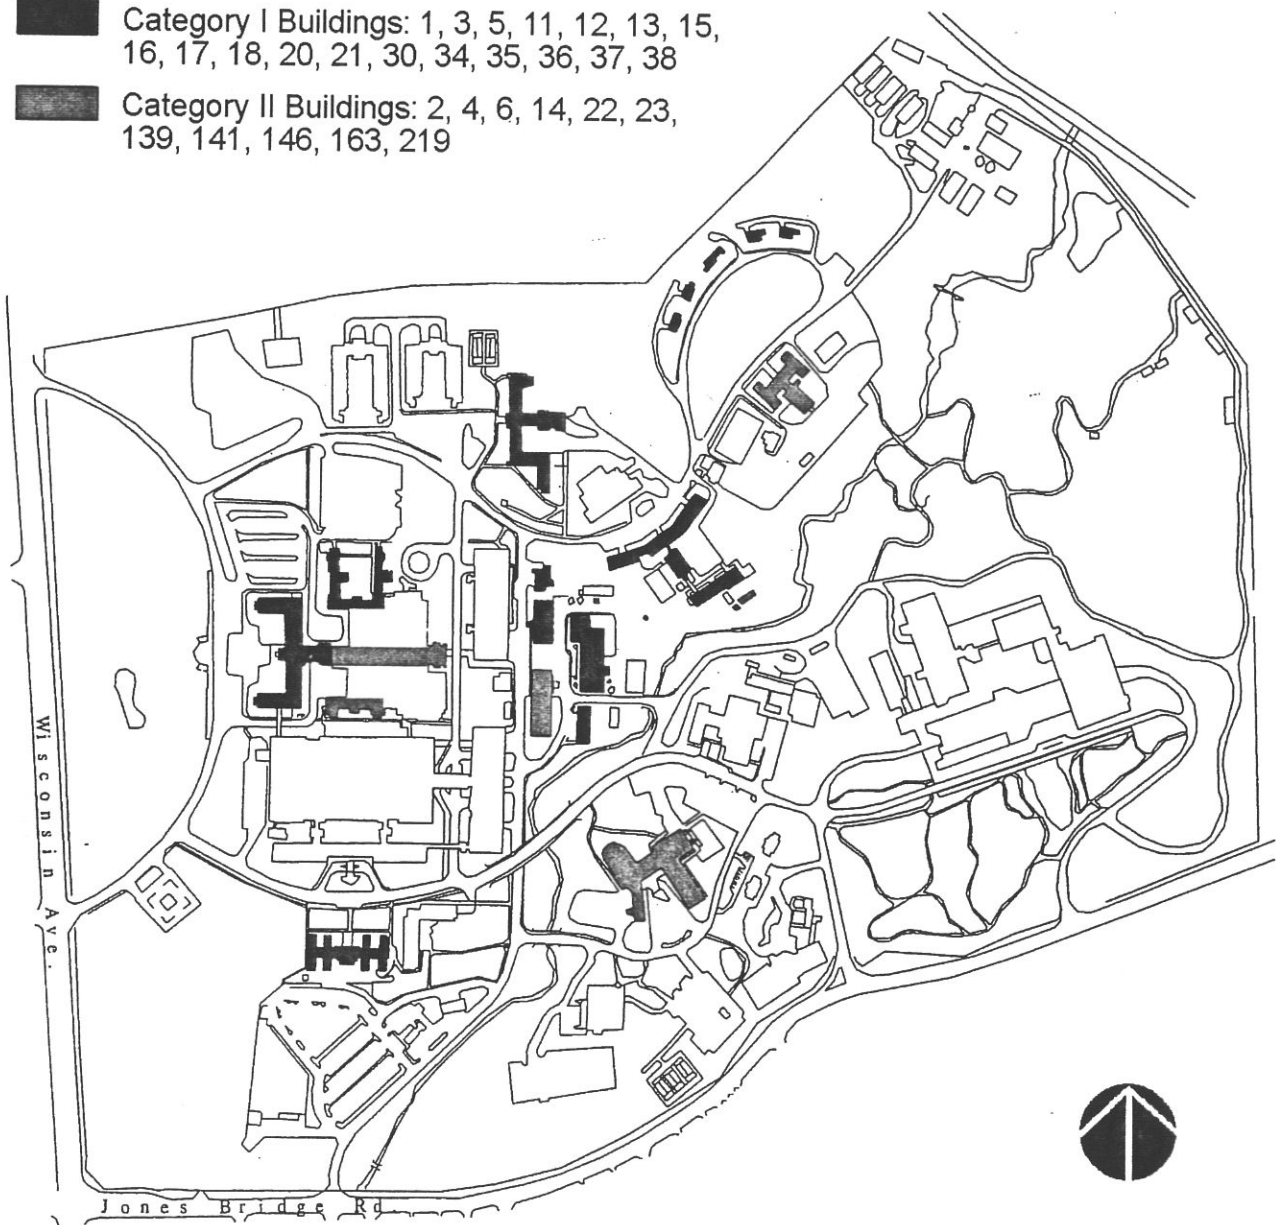 Category I Buildings: 1, 3, 5, 11, 12, 13, 15,
16, 17, 18, 20, 21, 30, 34, 35, 36, 37, 38
Category II Buildings: 2, 4, 6, 14, 22, 23,
139, 141, 146, 163, 219
Wisconsin Ave.
Jones Bridge Rd.